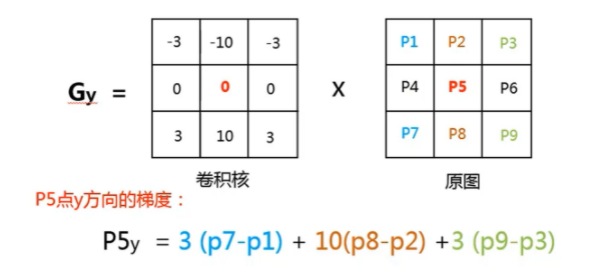 -3 -10 -3 P1 P2 P3
Gy = 0 0 0 X P4 P5 P6
3 10 3 P7 P8 P9
卷积核 原图
P5点y方向的梯度：
P5y = 3 (p7-p1) + 10(p8-p2) +3 (p9-p3)